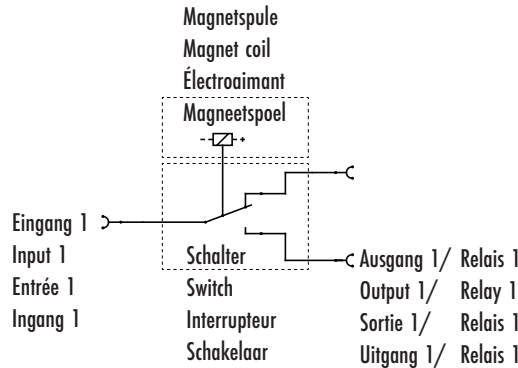 Magnetspule
Magnet coil
Électroaimant
Magneetspoel
- +
Eingang 1
Input 1
Entrée 1
Ingang 1
Schalter
Switch
Interrupteur
Schakelaar
Ausgang 1/ Relais 1
Output 1/ Relay 1
Sortie 1/ Relais 1
Uitgang 1/ Relais 1